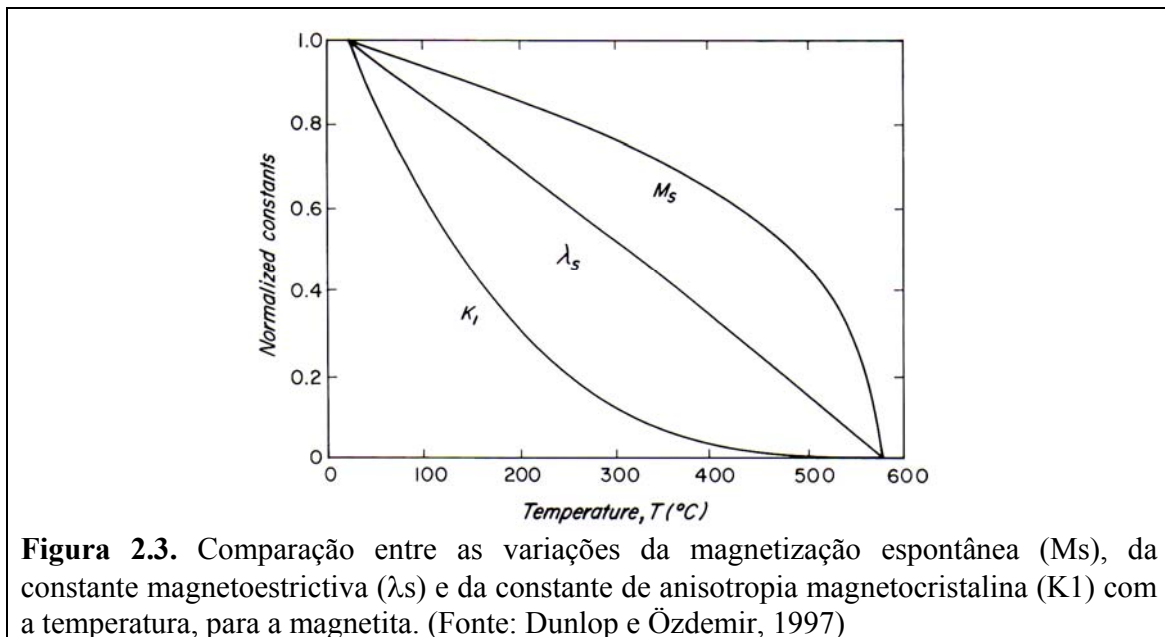 1.0
0.8
0.6
0.4
0.2
0
Normalized constants
Ms
λs
K1
0 100 200 300 400 500 600
Temperature, T (°C)
Figura 2.3. Comparação entre as variações da magnetização espontânea (Ms), da
constante magnetoestrictiva (λs) e da constante de anisotropia magnetocristalina (K1) com
a temperatura, para a magnetita. (Fonte: Dunlop e Özdemir, 1997)